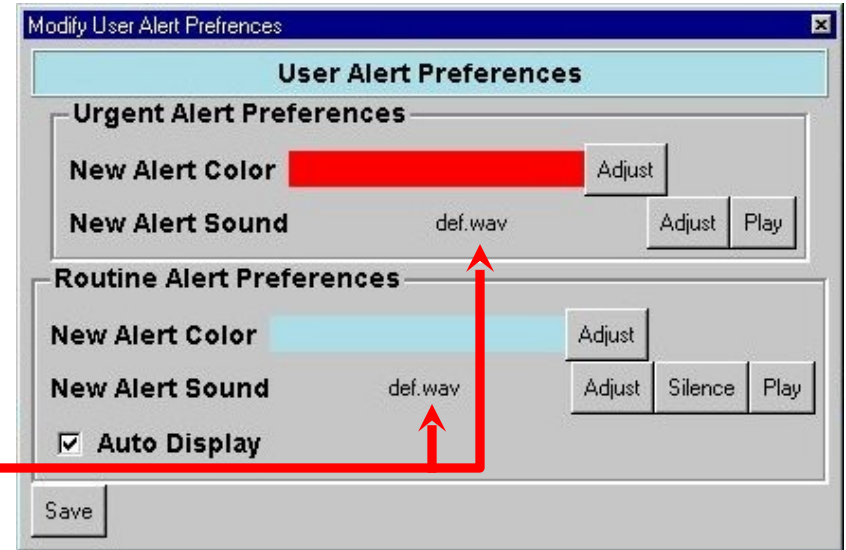 Modify User Alert Prefrences
User Alert Preferences
Urgent Alert Preferences
New Alert Color Adjust
New Alert Sound def.wav Adjust Play
Routine Alert Preferences
New Alert Color Adjust
New Alert Sound def.wav Adjust Silence Play
Auto Display
Save